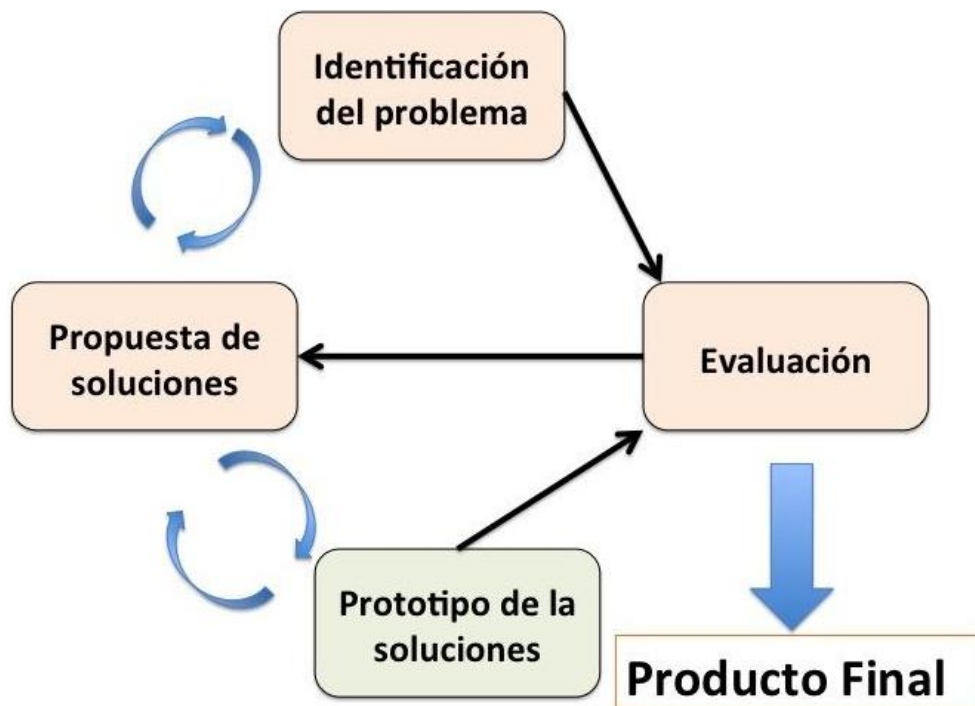 Identificación
del problema
Propuesta de
soluciones
Evaluación
Prototipo de la
soluciones
Producto Final